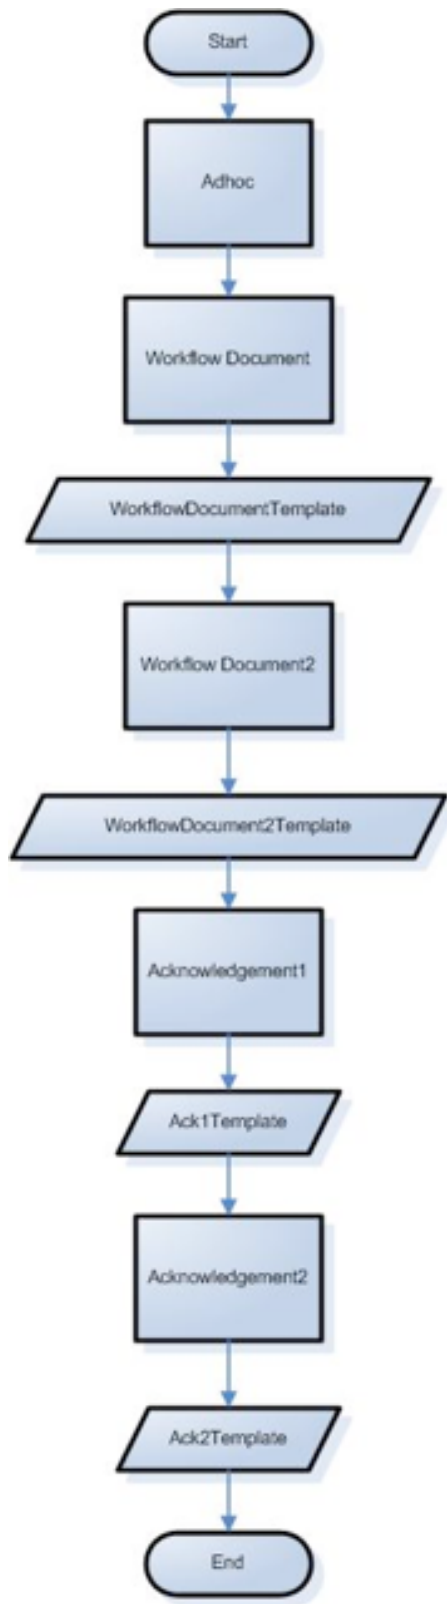 Start
Adhoc
Workflow Document
WorkflowDocumentTemplate
Workflow Document2
WorkflowDocument2Template
Acknowledgement1
Ack1Template
Acknowledgement2
Ack2Template
End